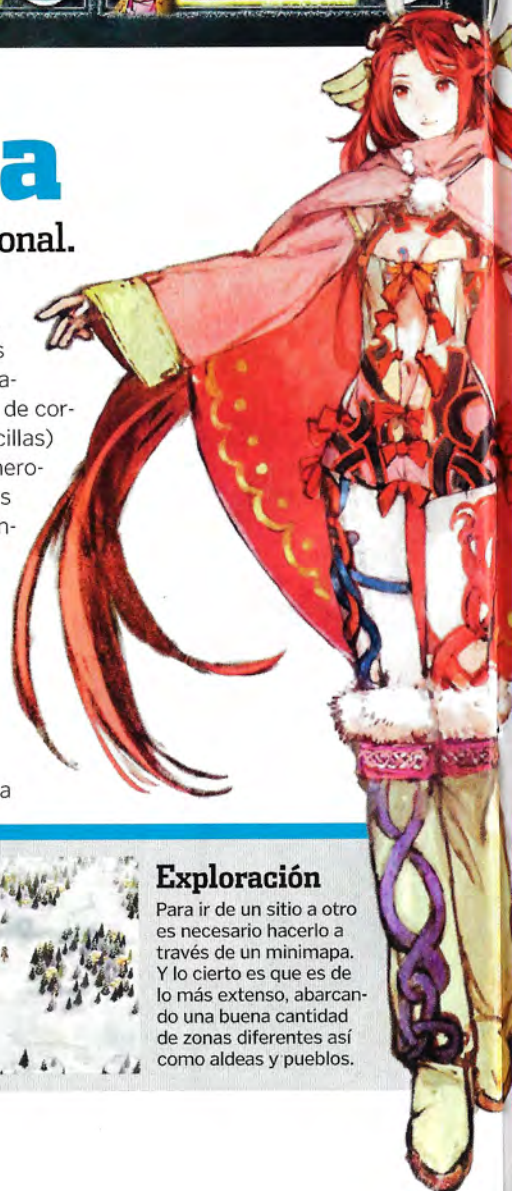 a
onal.
s
a-
de cor-
cillas)
nero-
s
n-
a
Exploración
Para ir de un sitio a otro
es necesario hacerlo a
través de un minimapa.
Y lo cierto es que es de
lo más extenso, abarcan-
do una buena cantidad
de zonas diferentes así
como aldeas y pueblos.